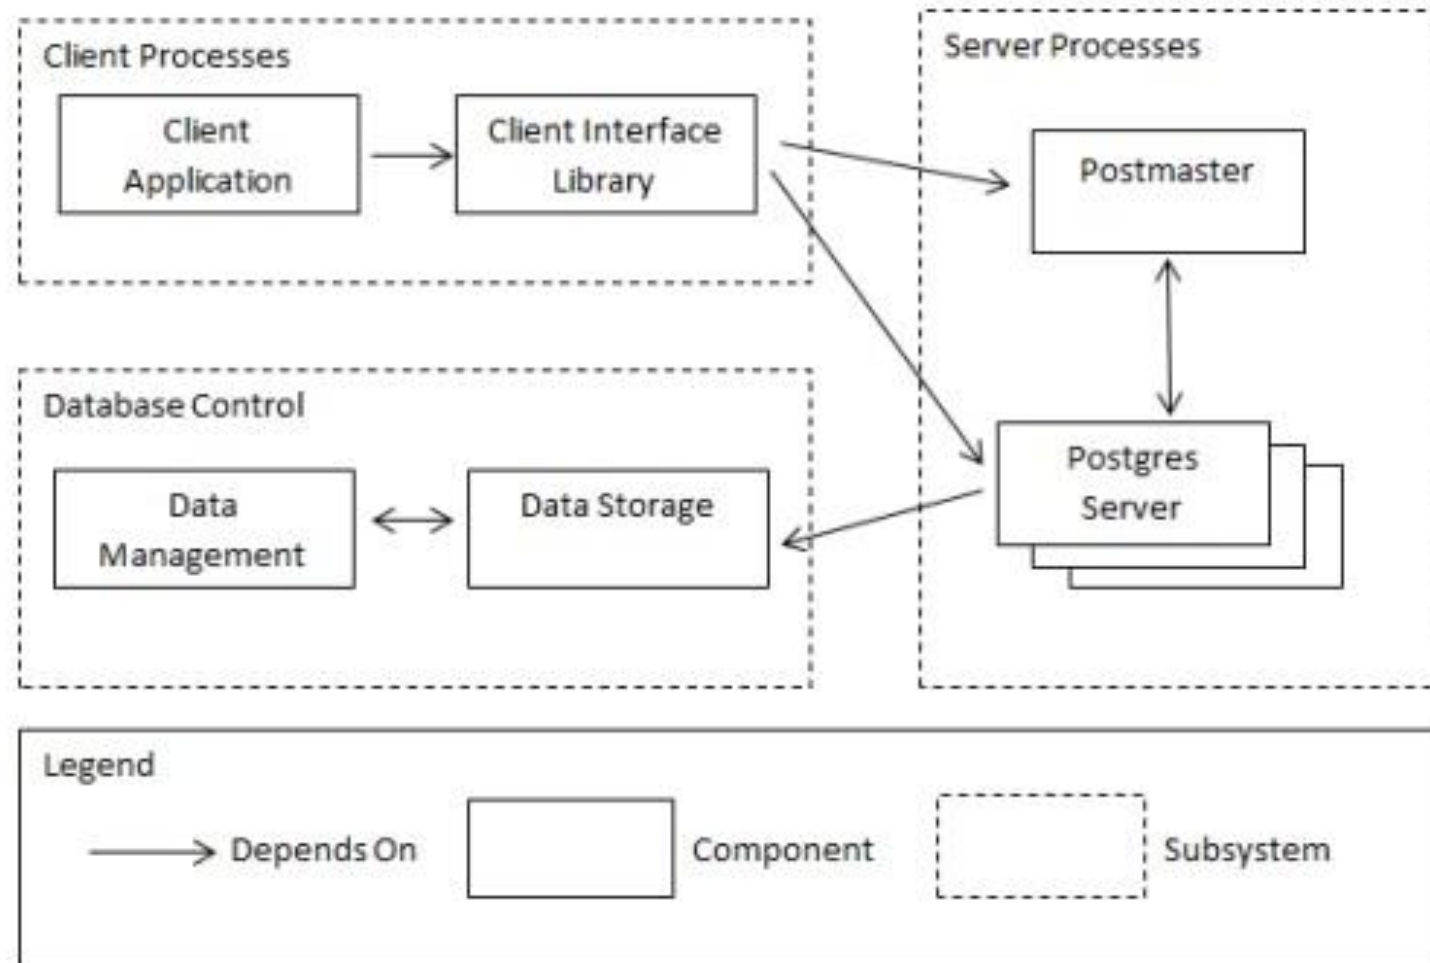 Client Processes
Client
Application
Client Interface
Library
Server Processes
Postmaster
Database Control
Data
Management
Data Storage
Postgres
Server
Legend
Depends On
Component
Subsystem